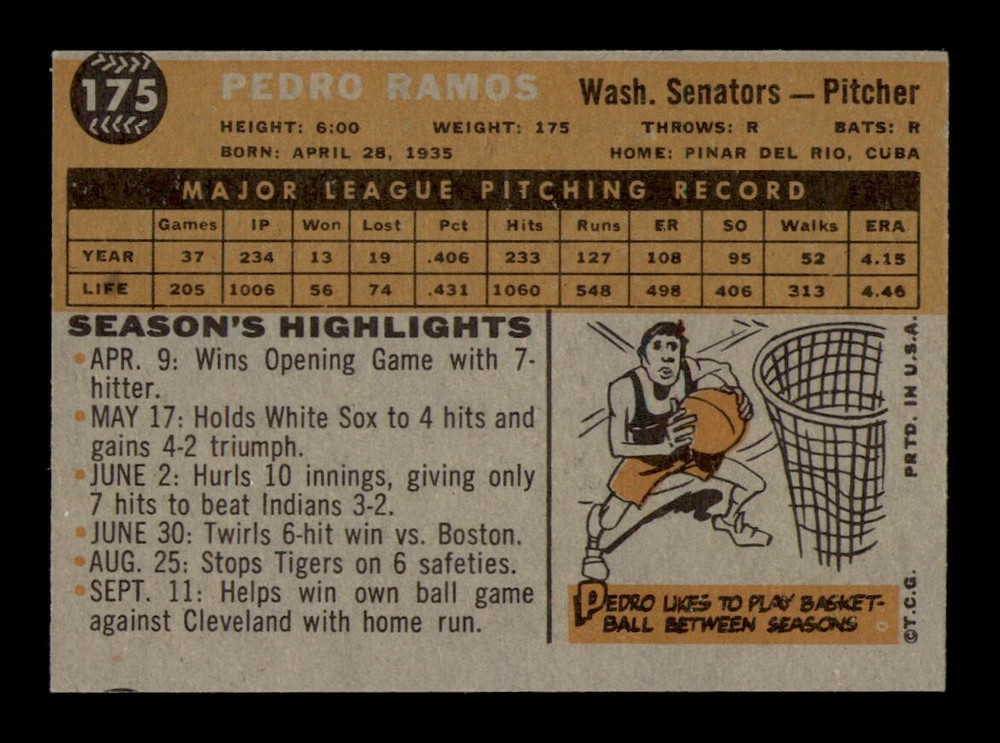 175
PEDRO RAMOS
Wash. Senators — Pitcher
HEIGHT: 6:00 WEIGHT: 175 THROWS: R BATS: R
BORN: APRIL 28, 1935 HOME: PINAR DEL RIO, CUBA
MAJOR LEAGUE PITCHING RECORD
Games IP Won Lost Pct Hits Runs ER SO Walks ERA
YEAR 37 234 13 19 .406 233 127 108 95 52 4.15
LIFE 205 1006 56 74 .431 1060 548 498 406 313 4.46
SEASON'S HIGHLIGHTS
•APR. 9: Wins Opening Game with 7-
hitter.
•MAY 17: Holds White Sox to 4 hits and
gains 4-2 triumph.
•JUNE 2: Hurls 10 innings, giving only
7 hits to beat Indians 3-2.
•JUNE 30: Twirls 6-hit win vs. Boston.
•AUG. 25: Stops Tigers on 6 safeties.
•SEPT. 11: Helps win own ball game
against Cleveland with home run.
PEDRO LIKES TO PLAY BASKET-
BALL BETWEEN SEASONS
©T.C.G. PRTD. IN U.S.A.